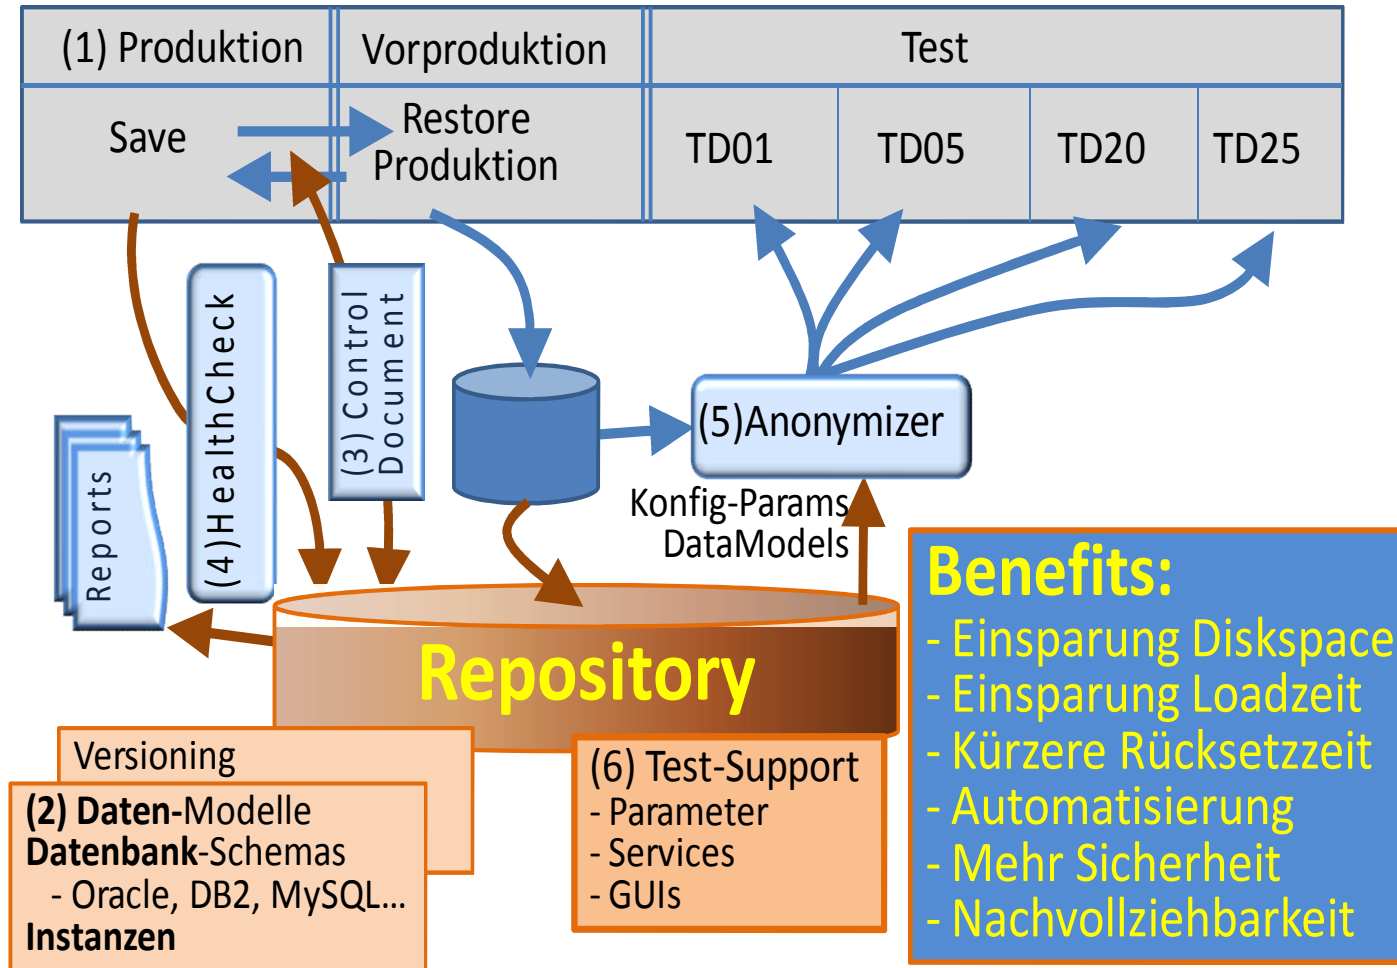 (1) Produktion
Vorproduktion
Test
Save
Restore
Produktion
TD01
TD05
TD20
TD25
(4)HealthCheck
(3) Control
Document
Reports
(5)Anonymizer
Konfig-Params
DataModels
Repository
Versioning
(2) Daten-Modelle
Datenbank-Schemas
- Oracle, DB2, MySQL...
Instanzen
(6) Test-Support
- Parameter
- Services
- GUIs
Benefits:
- Einsparung Diskspace
- Einsparung Loadzeit
- Kürzere Rücksetzzeit
- Automatisierung
- Mehr Sicherheit
- Nachvollziehbarkeit